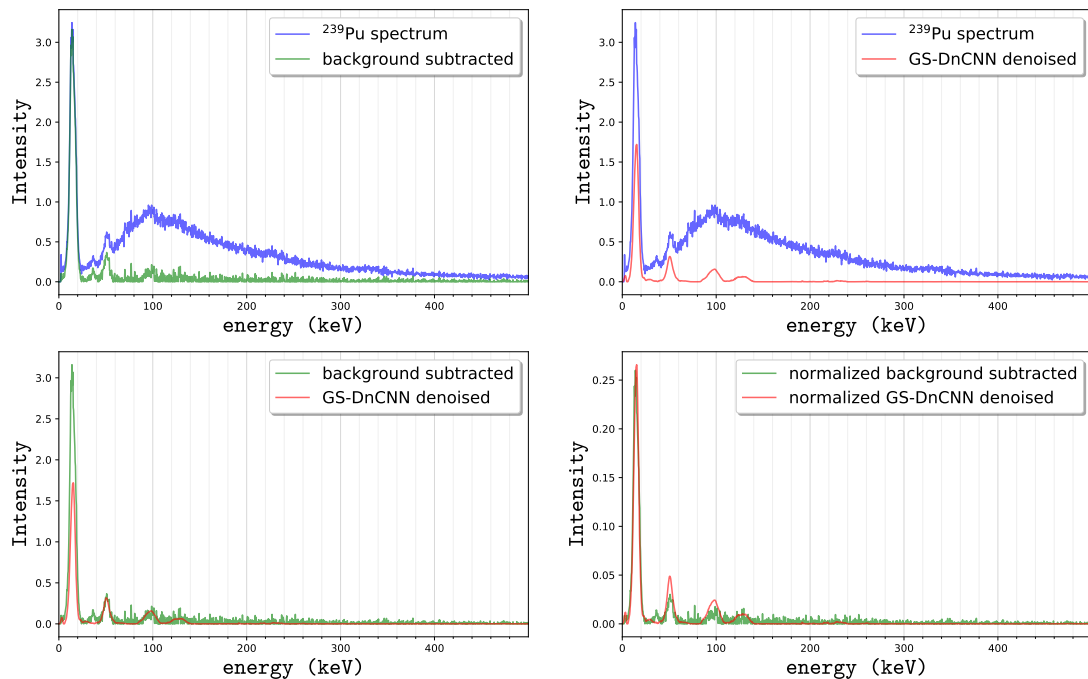 ²³⁹Pu spectrum
background subtracted
Intensity
3.0
2.5
2.0
1.5
1.0
0.5
0.0
0 100 200 300 400
energy (keV)
²³⁹Pu spectrum
GS-DnCNN denoised
Intensity
3.0
2.5
2.0
1.5
1.0
0.5
0.0
0 100 200 300 400
energy (keV)
background subtracted
GS-DnCNN denoised
Intensity
3.0
2.5
2.0
1.5
1.0
0.5
0.0
0 100 200 300 400
energy (keV)
normalized background subtracted
normalized GS-DnCNN denoised
Intensity
0.25
0.20
0.15
0.10
0.05
0.00
0 100 200 300 400
energy (keV)